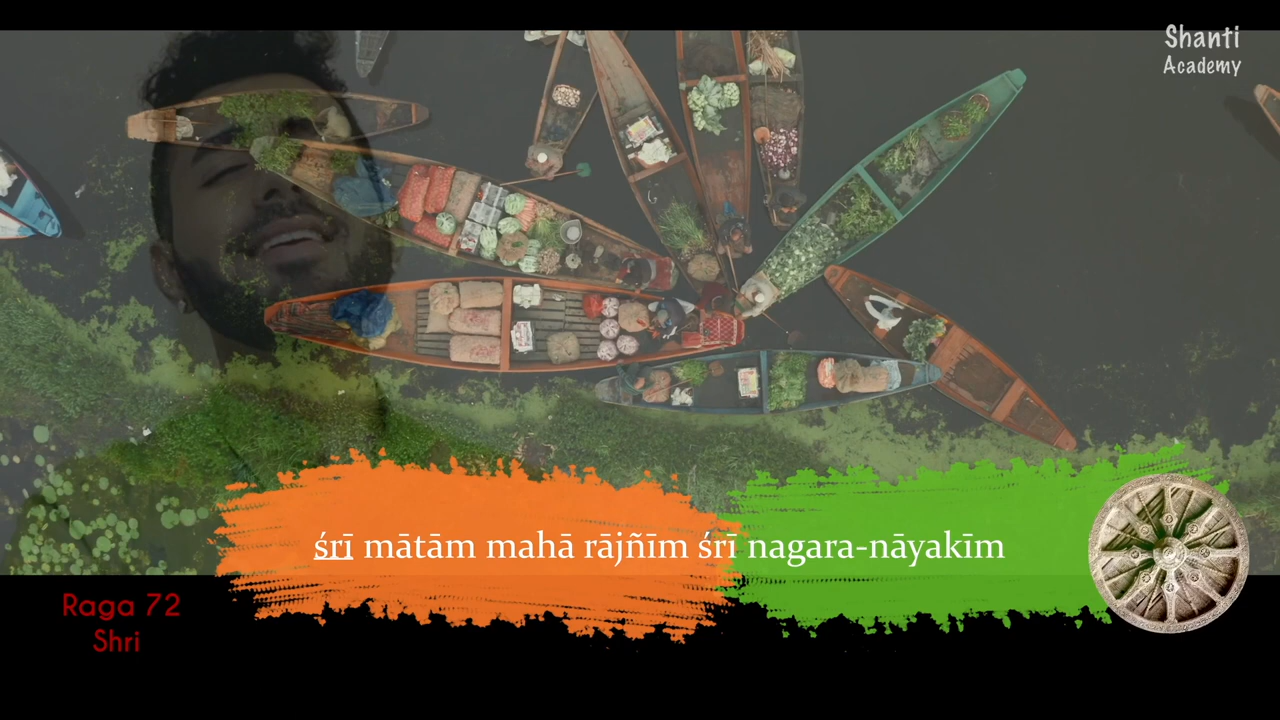 Shanti
Academy
śrī mātām mahā rājñīm śrī nagara-nāyakīm
Raga 72
Shri